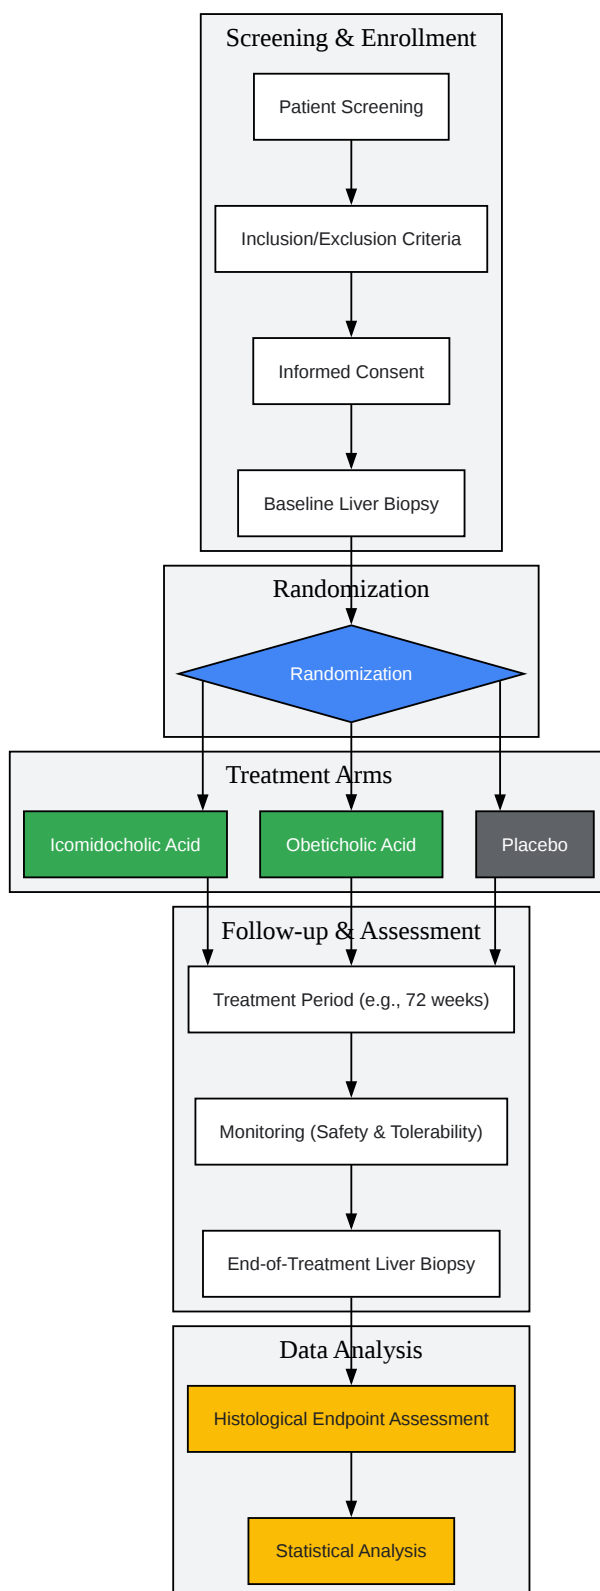 Screening & Enrollment
Patient Screening
Inclusion/Exclusion Criteria
Informed Consent
Baseline Liver Biopsy
Randomization
Randomization
Treatment Arms
Icomidocholic Acid
Obeticholic Acid
Placebo
Follow-up & Assessment
Treatment Period (e.g., 72 weeks)
Monitoring (Safety & Tolerability)
End-of-Treatment Liver Biopsy
Data Analysis
Histological Endpoint Assessment
Statistical Analysis